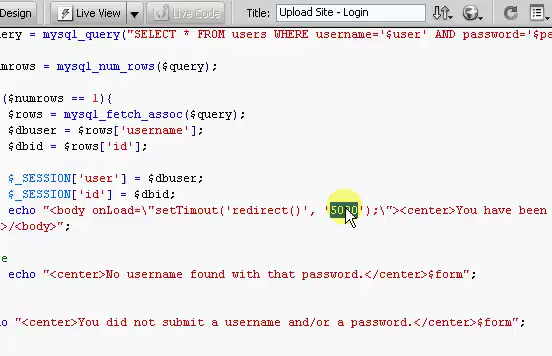 Design Live View Live Code Title: Upload Site - Login
ery = mysql_query("SELECT * FROM users WHERE username='$user' AND password='$pa
mrows = mysql_num_rows($query);
($numrows == 1){
$rows = mysql_fetch_assoc($query);
$dbuser = $rows['username'];
$dbid = $rows['id'];
$_SESSION['user'] = $dbuser;
$_SESSION['id'] = $dbid;
echo "<body onLoad=\"setTimout('redirect()', '5000');\"><center>You have been
>/<body>";
e
echo "<center>No username found with that password.</center>$form";
o "<center>You did not submit a username and/or a password.</center>$form";